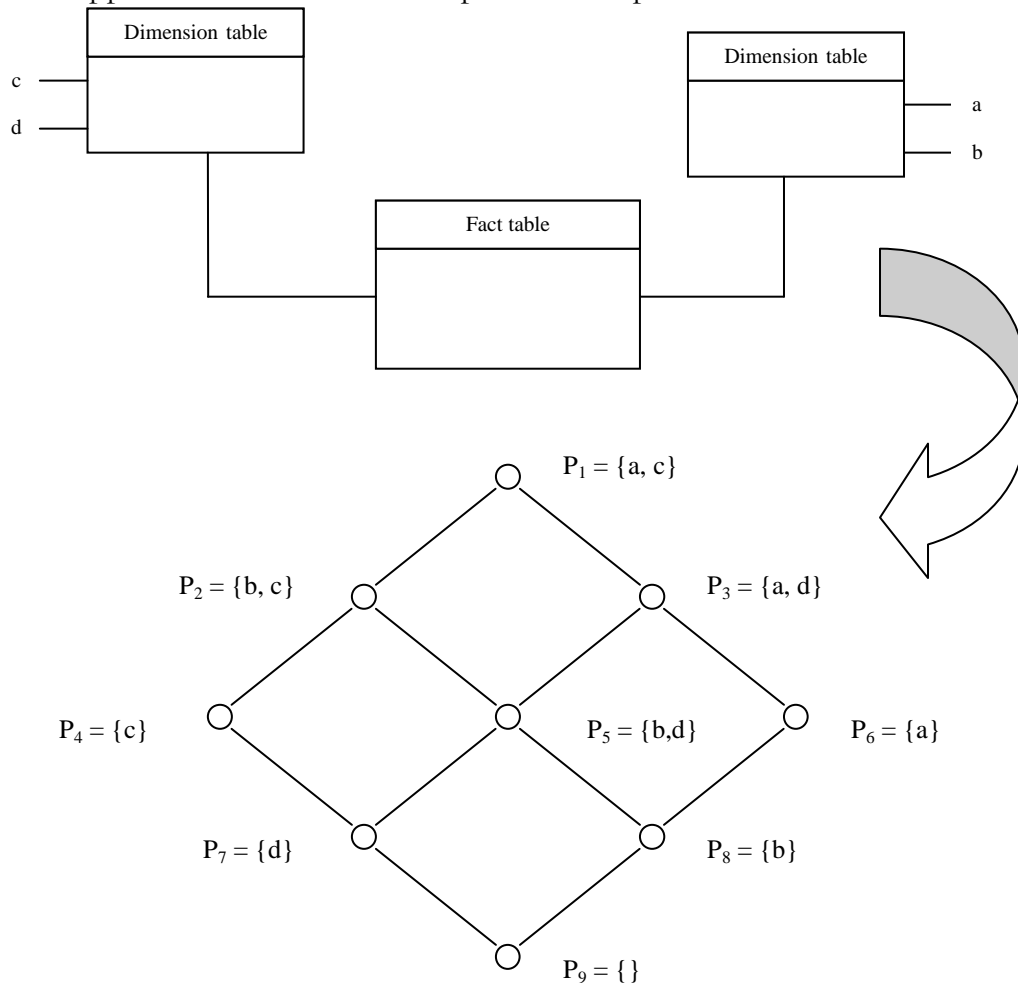 Dimension table
c
d
Dimension table
a
b
Fact table
P1 = {a, c}
P2 = {b, c}
P3 = {a, d}
P4 = {c}
P5 = {b,d}
P6 = {a}
P7 = {d}
P8 = {b}
P9 = {}